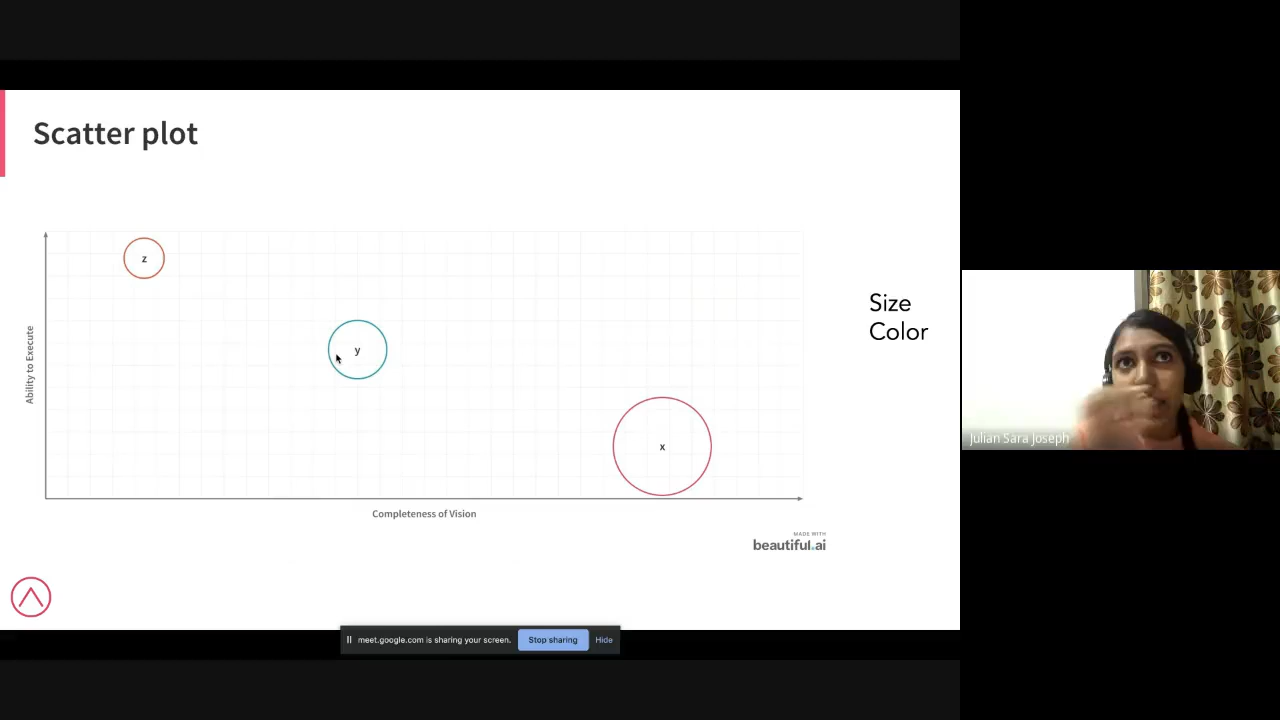 Scatter plot
z
Ability to Execute
y
x
Completeness of Vision
Size
Color
MADE WITH
beautiful.ai
Julian Sara Joseph
meet.google.com is sharing your screen.
Stop sharing
Hide